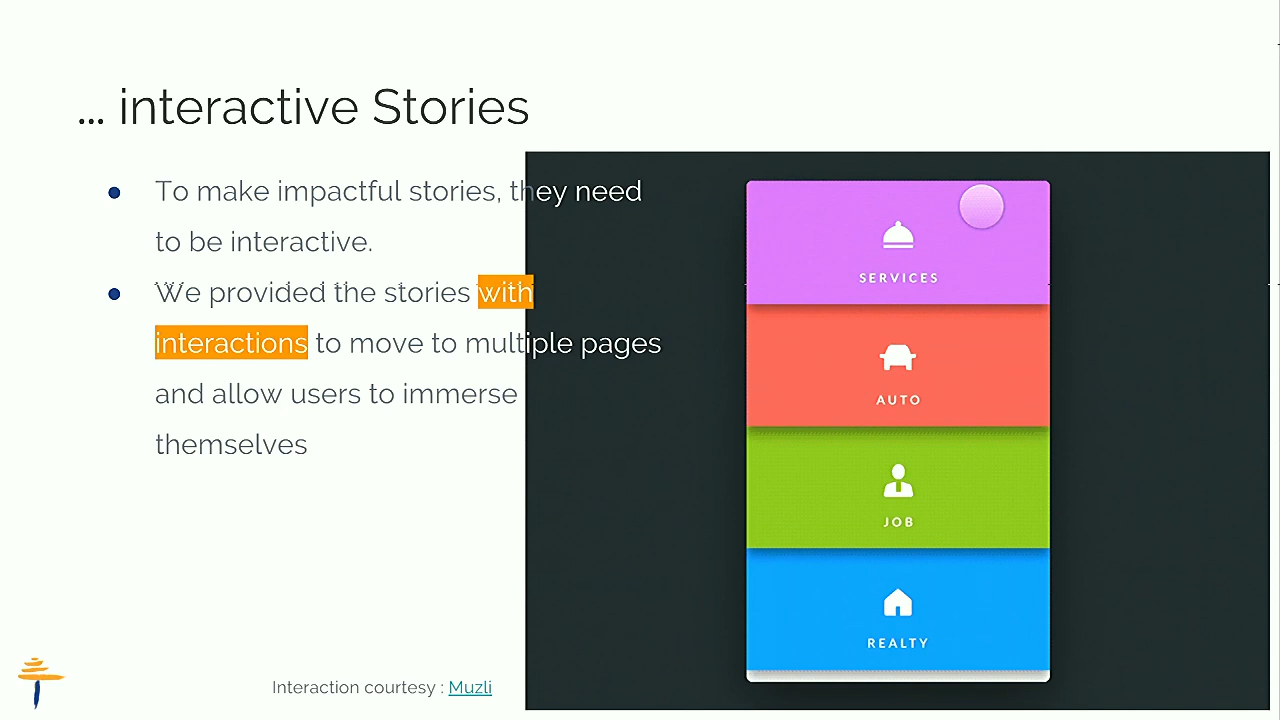 ... interactive Stories
To make impactful stories, they need
to be interactive.
We provided the stories with
interactions to move to multiple pages
and allow users to immerse
themselves
SERVICES
AUTO
JOB
REALTY
Interaction courtesy : Muzli